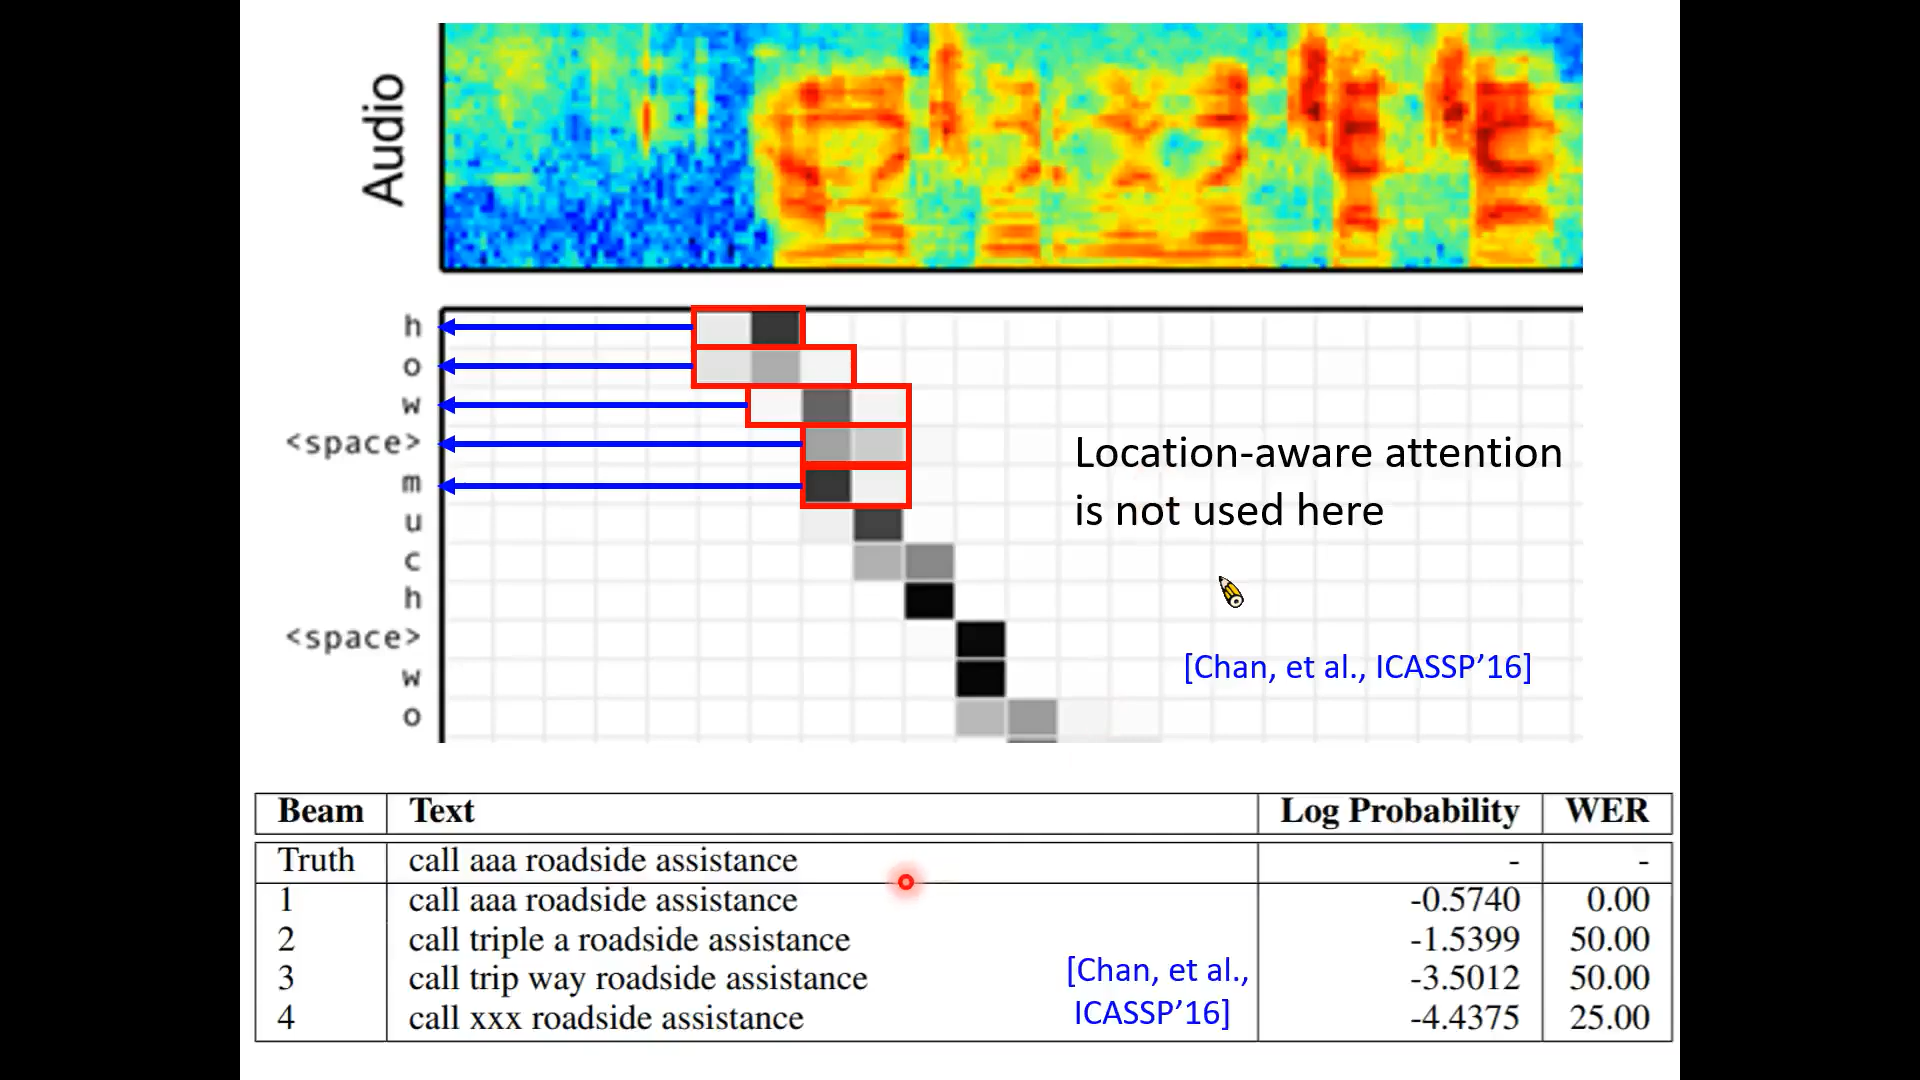 Audio
h
o
w
<space>
m
u
c
h
<space>
w
o
Location-aware attention
is not used here
[Chan, et al., ICASSP’16]
Beam Text Log Probability WER
Truth call aaa roadside assistance - -
1 call aaa roadside assistance -0.5740 0.00
2 call triple a roadside assistance -1.5399 50.00
3 call trip way roadside assistance -3.5012 50.00
4 call xxx roadside assistance -4.4375 25.00
[Chan, et al.,
ICASSP’16]